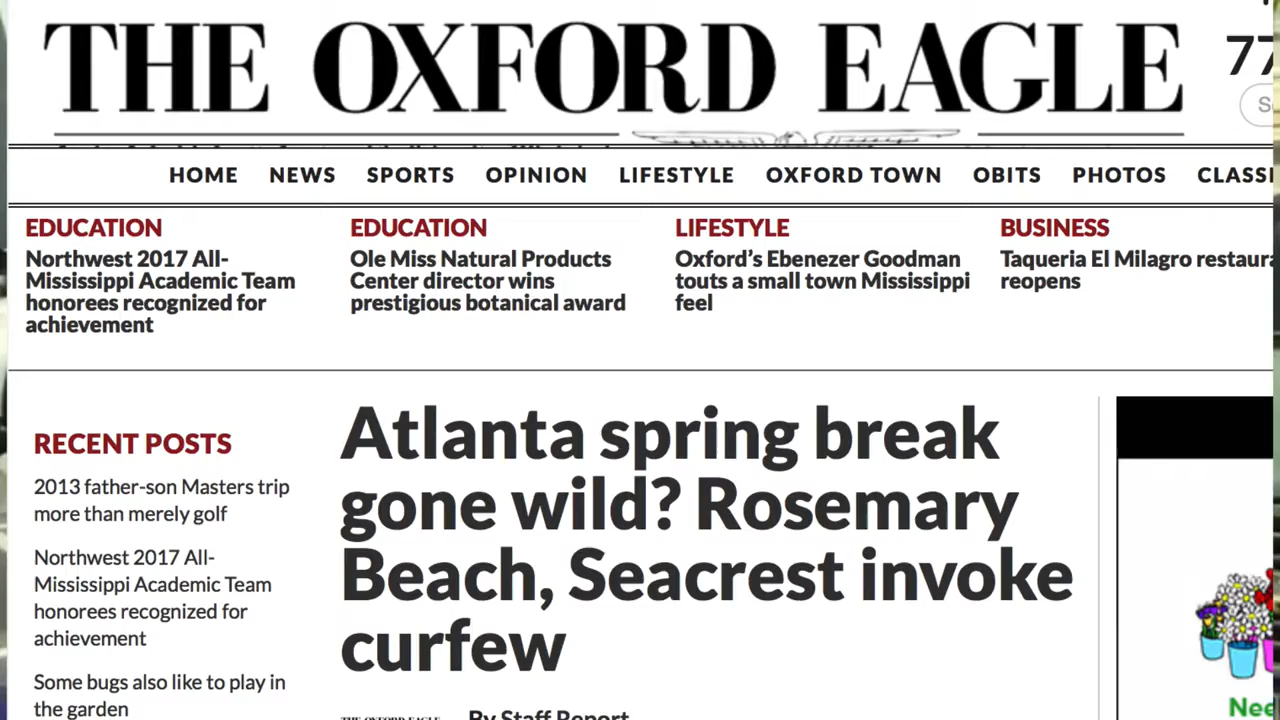 THE OXFORD EAGLE
77
HOME NEWS SPORTS OPINION LIFESTYLE OXFORD TOWN OBITS PHOTOS
EDUCATION
Northwest 2017 All-
Mississippi Academic Team
honorees recognized for
achievement
EDUCATION
Ole Miss Natural Products
Center director wins
prestigious botanical award
LIFESTYLE
Oxford’s Ebenezer Goodman
touts a small town Mississippi
feel
BUSINESS
Taqueria El Milagro
reopens
RECENT POSTS
2013 father-son Masters trip
more than merely golf
Northwest 2017 All-
Mississippi Academic Team
honorees recognized for
achievement
Some bugs also like to play in
the garden
Atlanta spring break
gone wild? Rosemary
Beach, Seacrest invoke
curfew
By Staff Report